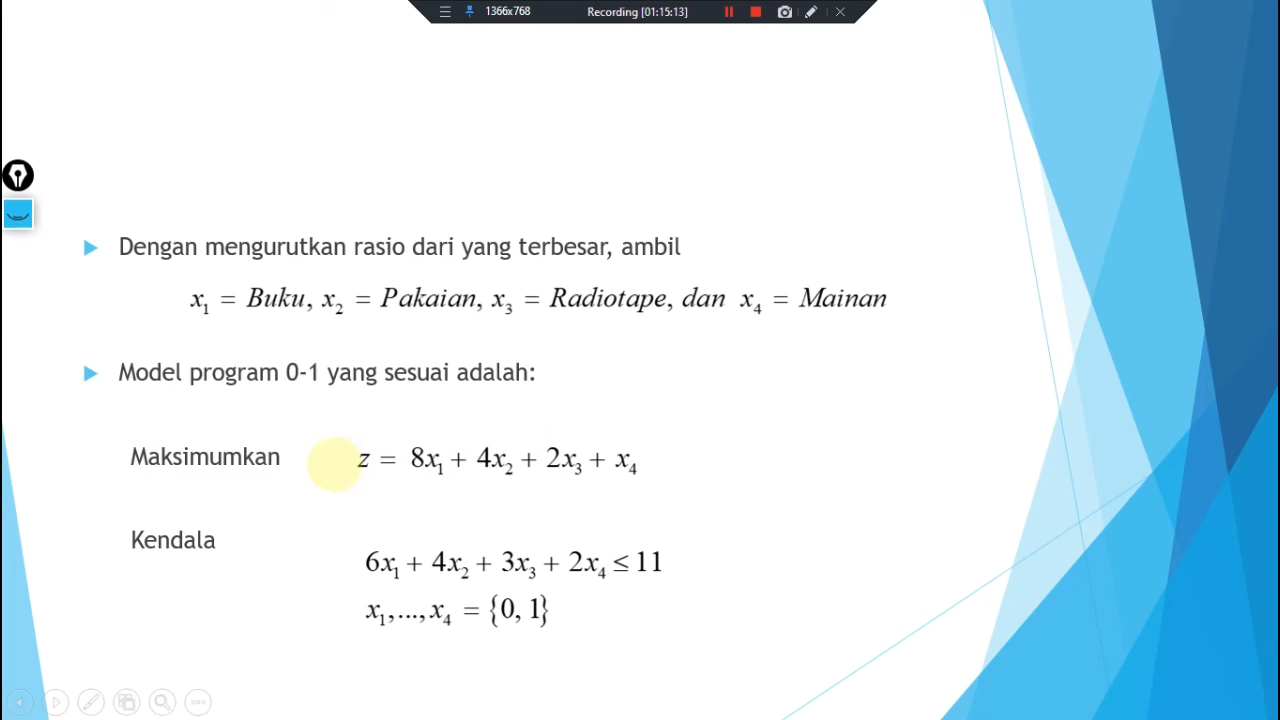 1366x768 Recording [01:15:13]
Dengan mengurutkan rasio dari yang terbesar, ambil
x₁ = Buku, x₂ = Pakaian, x₃ = Radiotape, dan x₄ = Mainan
Model program 0-1 yang sesuai adalah:
Maksimumkan z = 8x₁ + 4x₂ + 2x₃ + x₄
Kendala
6x₁ + 4x₂ + 3x₃ + 2x₄ ≤ 11
x₁,...,x₄ = {0, 1}